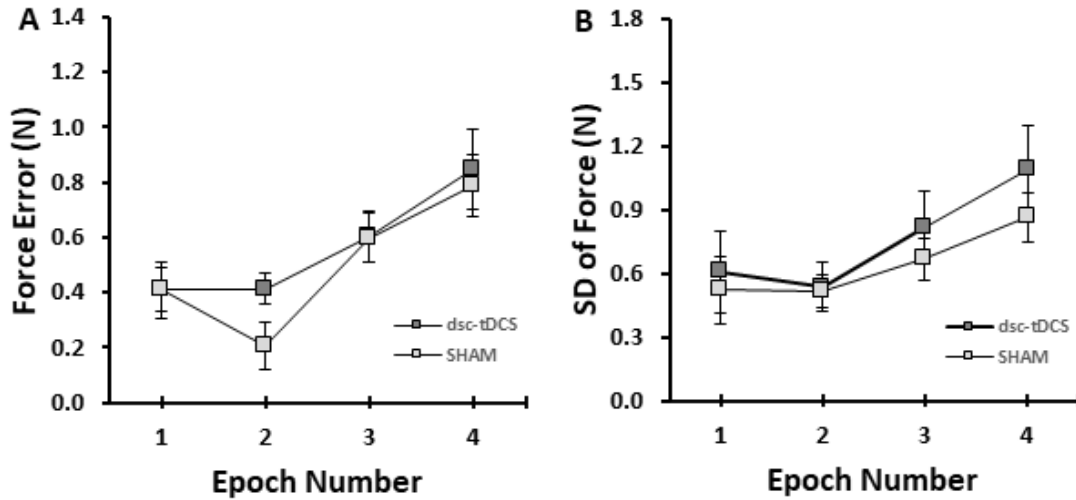 A
Force Error (N)
1.4
1.2
1.0
0.8
0.6
0.4
0.2
0.0
dsc-tDCS
SHAM
1 2 3 4
Epoch Number
B
SD of Force (N)
1.8
1.5
1.2
0.9
0.6
0.3
0.0
dsc-tDCS
SHAM
1 2 3 4
Epoch Number